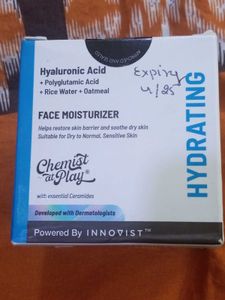 Hyaluronic Acid
+ Polyglutamic Acid
+ Rice Water + Oatmeal
Expiry
4/25
FACE MOISTURIZER
Helps restore skin barrier and soothe dry skin
Suitable for Dry to Normal, Sensitive Skin
Chemist
at Play®
with essential Ceramides
Developed with Dermatologists
Powered By INNOVIST™
HYDRATING